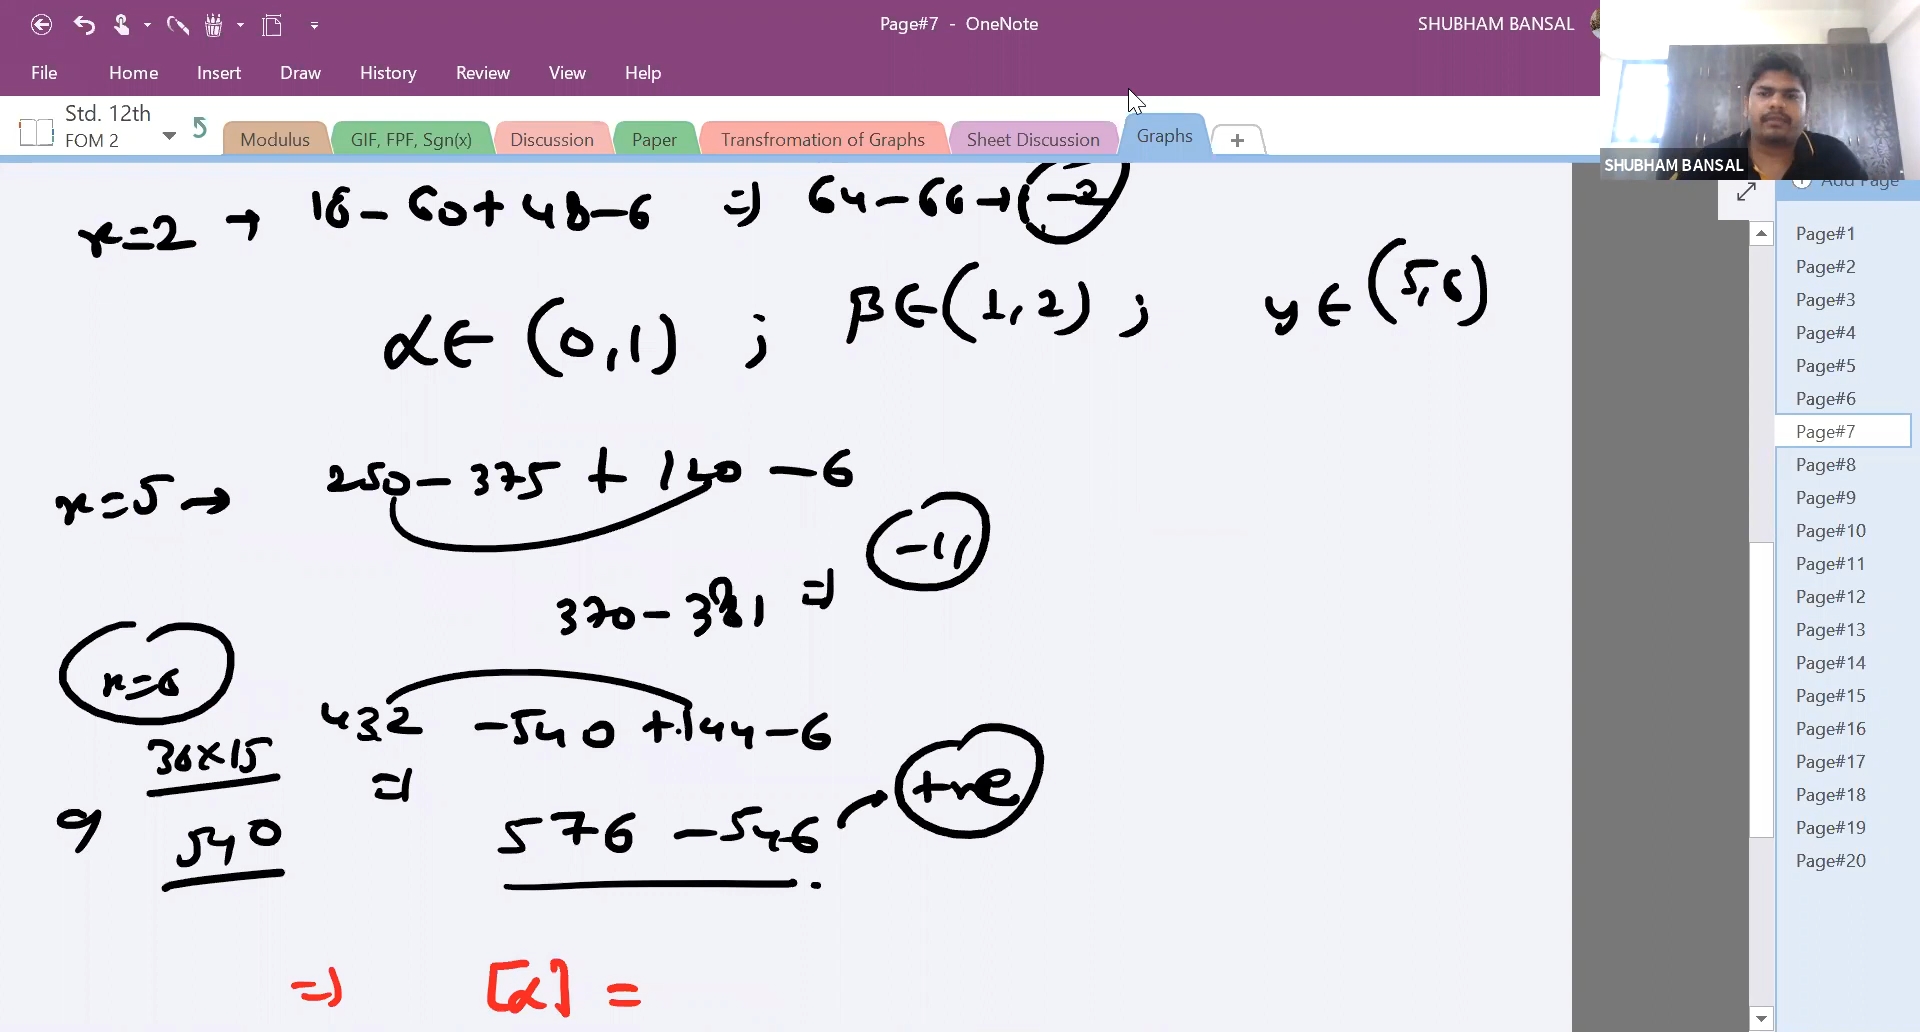 Page#7 - OneNote
SHUBHAM BANSAL
File Home Insert Draw History Review View Help
Std. 12th
FOM 2
Modulus GIF, FPF, Sgn(x) Discussion Paper Transfromation of Graphs Sheet Discussion Graphs +
SHUBHAM BANSAL
Add Page
x=2 → 16-60+48-6 ⇒ 64-66→ -2
α∈ (0,1) ; β∈(1,2) ; γ∈(5,6)
x=5→ 250-375+120-6
-11
370-381 ⇒
x=6
432 -540 +144-6
36×15
⇒ +ve
540
576 -546
⇒ [α] =
Page#1
Page#2
Page#3
Page#4
Page#5
Page#6
Page#7
Page#8
Page#9
Page#10
Page#11
Page#12
Page#13
Page#14
Page#15
Page#16
Page#17
Page#18
Page#19
Page#20